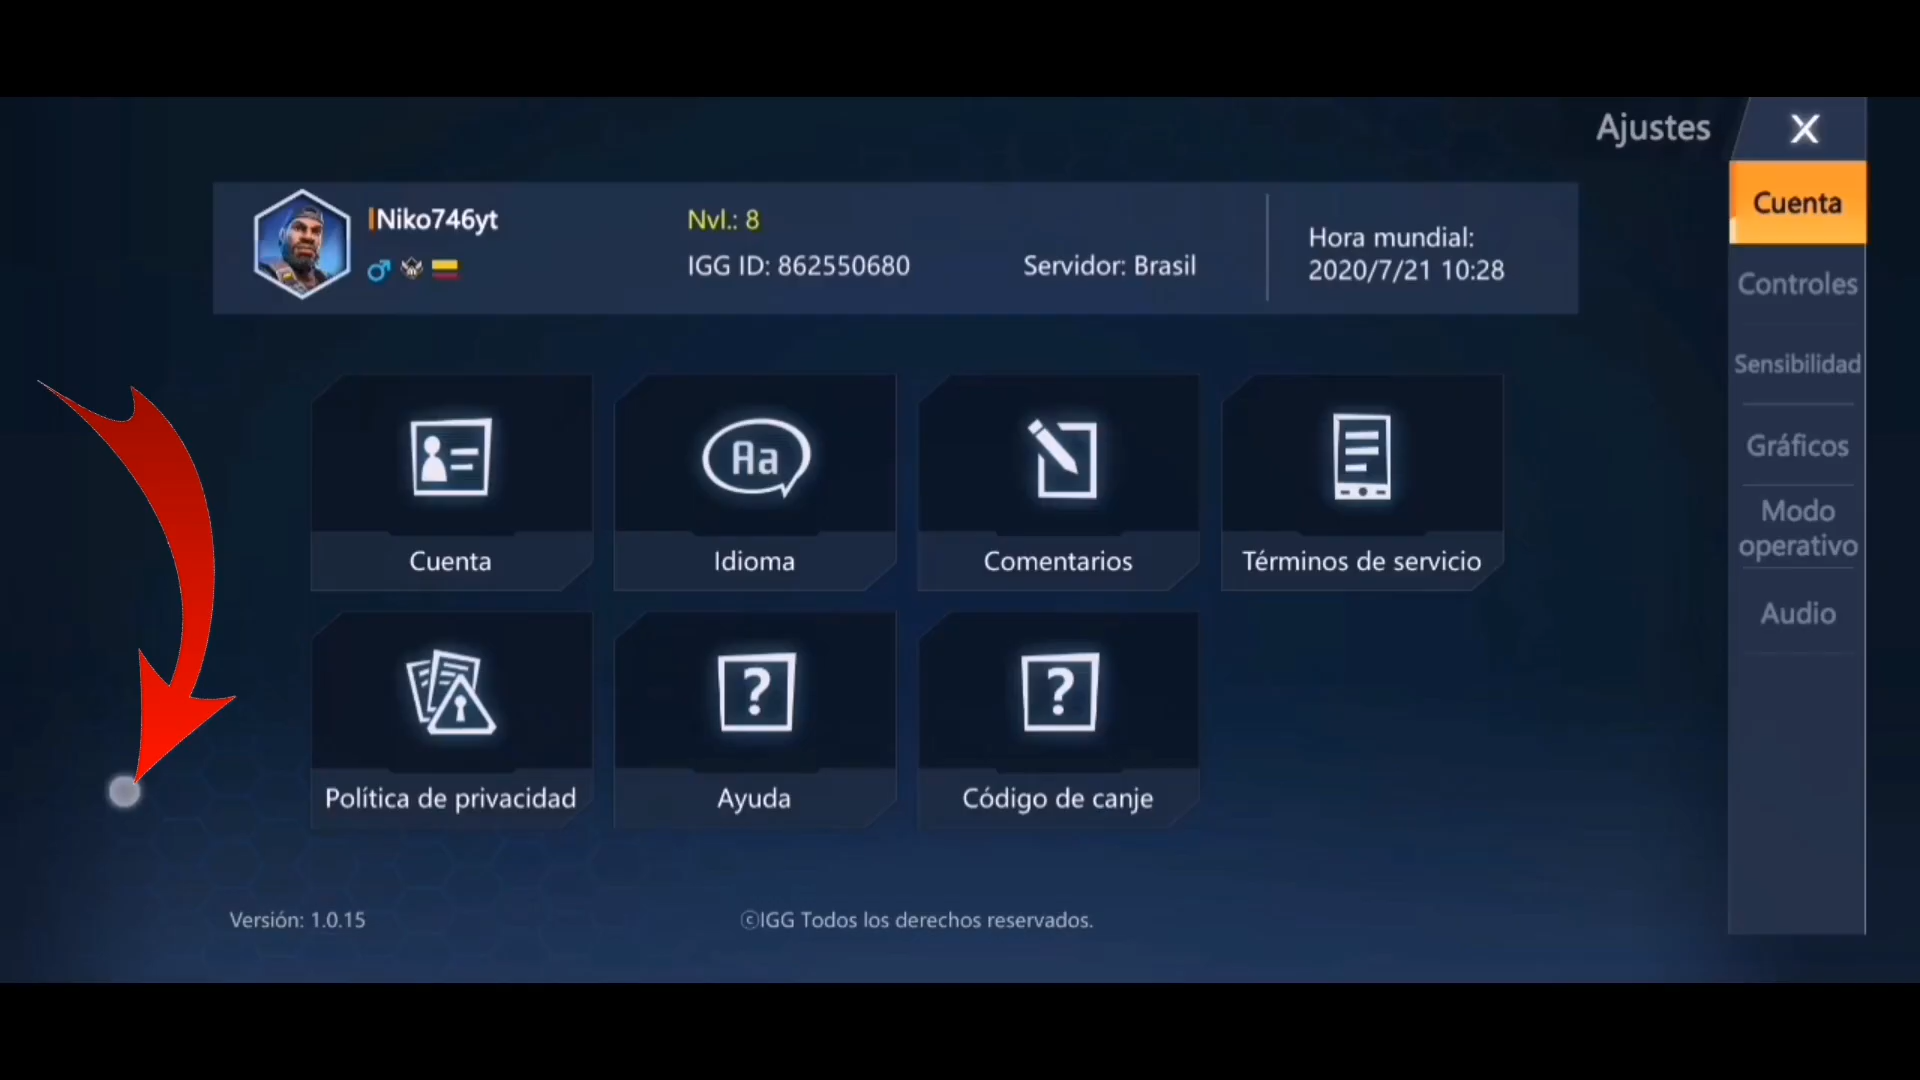 Ajustes
X
Niko746yt
Nvl.: 8
IGG ID: 862550680
Servidor: Brasil
Hora mundial:
2020/7/21 10:28
Cuenta
Controles
Sensibilidad
Gráficos
Modo
operativo
Audio
Aa
Cuenta
Idioma
Comentarios
Términos de servicio
?
?
Política de privacidad
Ayuda
Código de canje
Versión: 1.0.15
©IGG Todos los derechos reservados.